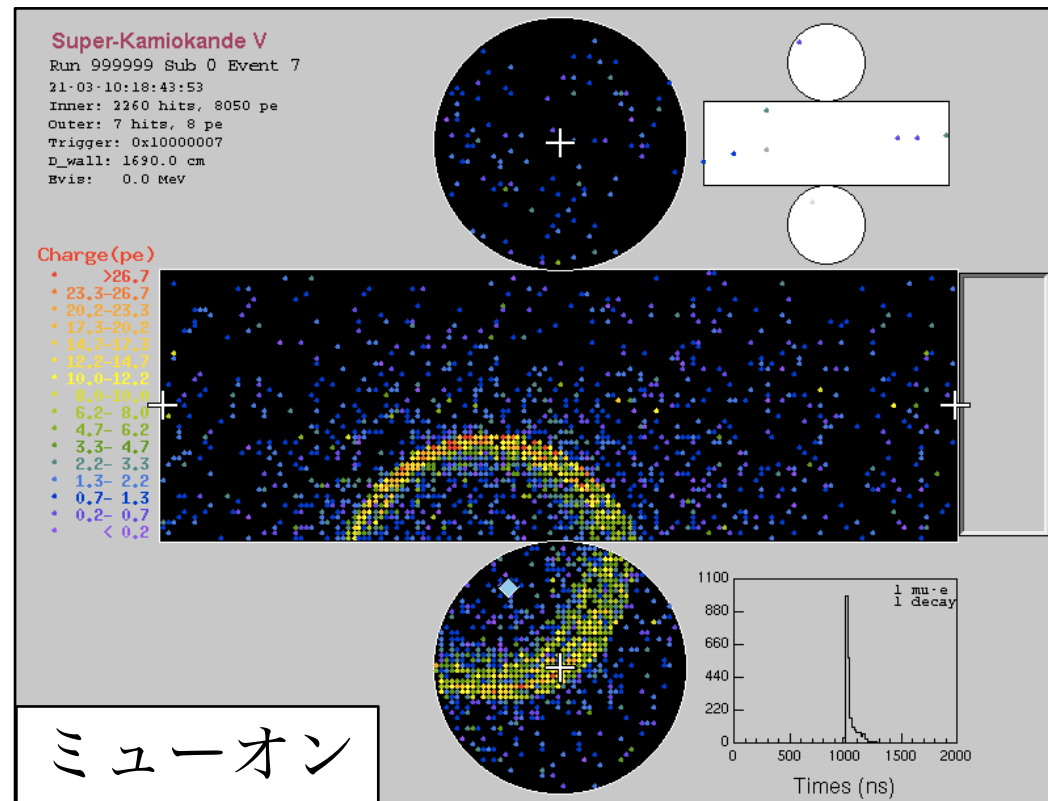 Super-Kamiokande V
Run 999999 Sub 0 Event 7
21-03-10:18:43:53
Inner: 2260 hits, 8050 pe
Outer: 7 hits, 8 pe
Trigger: 0x10000007
D_wall: 1690.0 cm
Evis: 0.0 MeV
Charge(pe)
>26.7
23.3-26.7
20.2-23.3
17.3-20.2
14.7-17.3
12.2-14.7
10.0-12.2
8.0-10.0
6.2- 8.0
4.7- 6.2
3.3- 4.7
2.2- 3.3
1.3- 2.2
0.7- 1.3
0.2- 0.7
< 0.2
1 mu-e
1 decay
1100
880
660
440
220
0
0 500 1000 1500 2000
Times (ns)
ミューオン